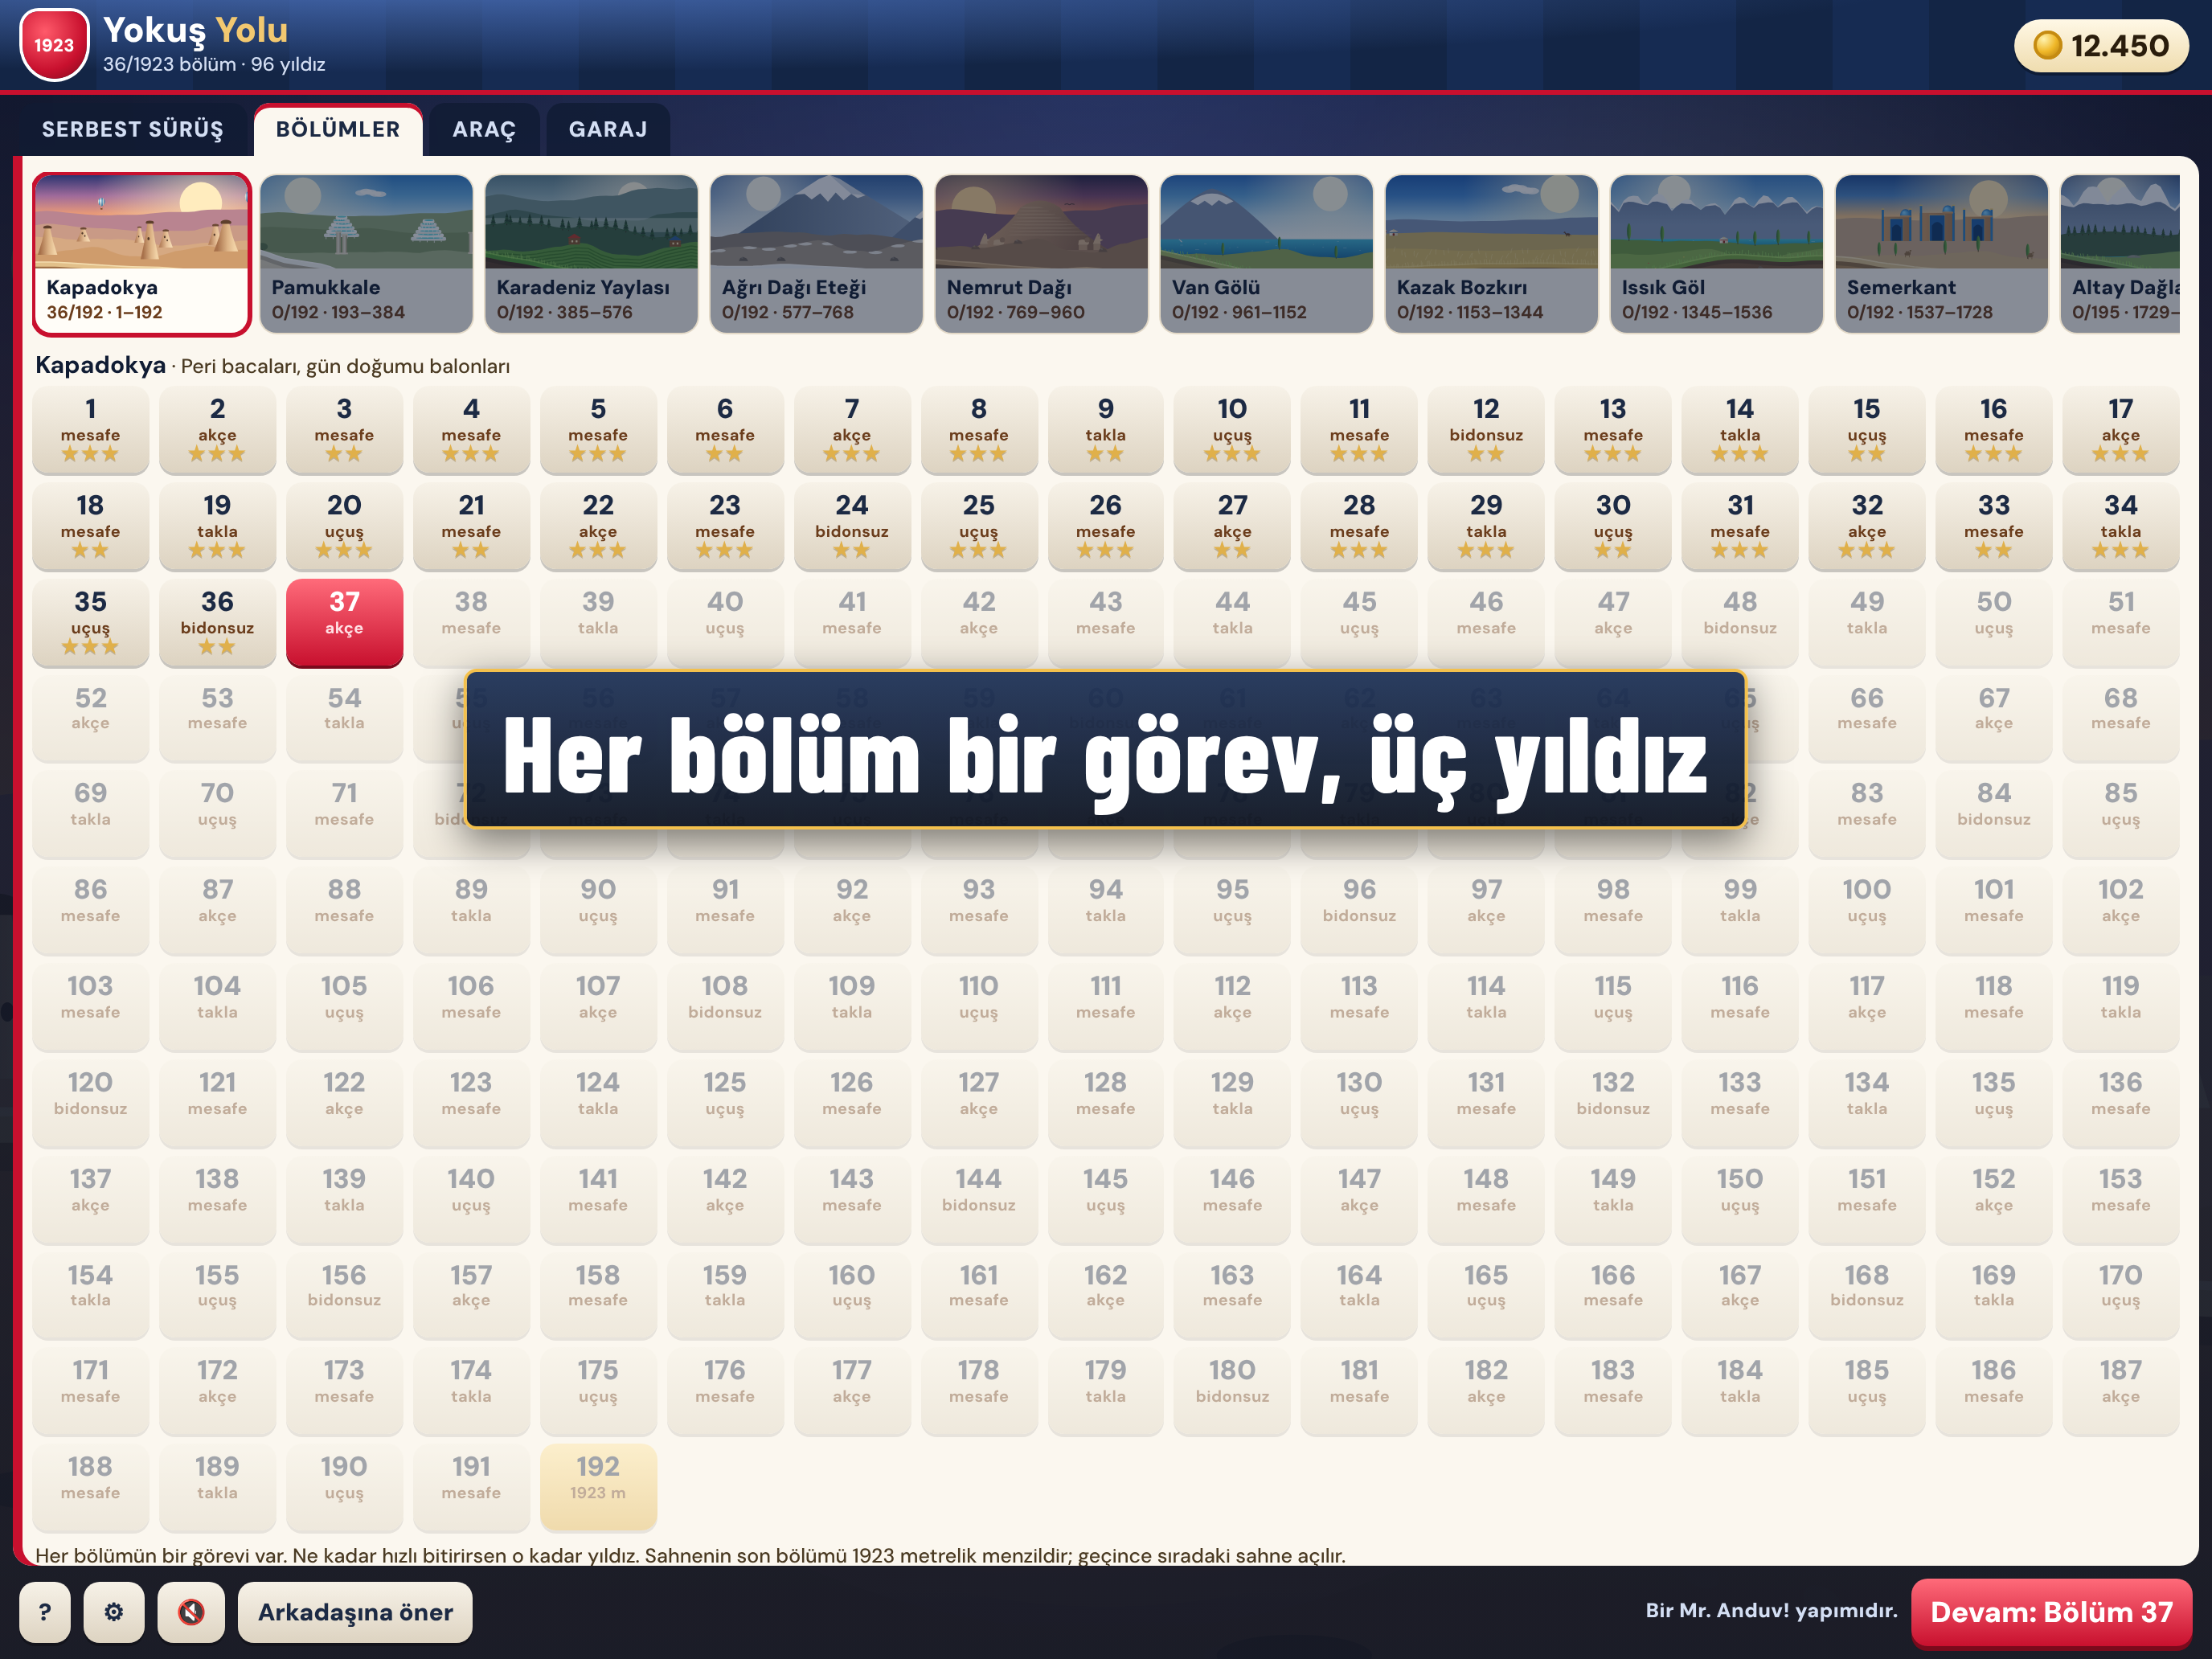 1923
Yokuş Yolu
36/1923 bölüm · 96 yıldız
12.450
SERBEST SÜRÜŞ BÖLÜMLER ARAÇ GARAJ
Kapadokya Pamukkale Karadeniz Yaylası Ağrı Dağı Eteği Nemrut Dağı Van Gölü Kazak Bozkırı Issık Göl Semerkant Altay
36/192 · 1–192 0/192 · 193–384 0/192 · 385–576 0/192 · 577–768 0/192 · 769–960 0/192 · 961–1152 0/192 · 1153–1344 0/192 · 1345–1536 0/192 · 1537–1728 0/195 · 1729–
Kapadokya · Peri bacaları, gün doğumu balonları
1 2 3 4 5 6 7 8 9 10 11 12 13 14 15 16 17
mesafe akçe mesafe mesafe mesafe mesafe akçe mesafe takla uçuş mesafe bidonsuz mesafe takla uçuş mesafe akçe
18 19 20 21 22 23 24 25 26 27 28 29 30 31 32 33 34
mesafe takla uçuş mesafe akçe mesafe bidonsuz uçuş mesafe akçe mesafe takla uçuş mesafe akçe mesafe takla
35 36 37 38 39 40 41 42 43 44 45 46 47 48 49 50 51
uçuş bidonsuz akçe mesafe takla uçuş mesafe akçe mesafe takla uçuş mesafe akçe bidonsuz takla uçuş mesafe
52 53 54 66 67 68
akçe mesafe takla mesafe akçe mesafe
Her bölüm bir görev, üç yıldız
69 70 71 83 84 85
takla uçuş mesafe mesafe bidonsuz uçuş
86 87 88 89 90 91 92 93 94 95 96 97 98 99 100 101 102
mesafe akçe mesafe takla uçuş mesafe akçe mesafe takla uçuş bidonsuz akçe mesafe takla uçuş mesafe akçe
103 104 105 106 107 108 109 110 111 112 113 114 115 116 117 118 119
mesafe takla uçuş mesafe akçe bidonsuz takla uçuş mesafe akçe mesafe takla uçuş mesafe akçe mesafe takla
120 121 122 123 124 125 126 127 128 129 130 131 132 133 134 135 136
bidonsuz mesafe akçe mesafe takla uçuş mesafe akçe mesafe takla uçuş mesafe bidonsuz mesafe takla uçuş mesafe
137 138 139 140 141 142 143 144 145 146 147 148 149 150 151 152 153
akçe mesafe takla uçuş mesafe akçe mesafe bidonsuz uçuş mesafe akçe mesafe takla uçuş mesafe akçe mesafe
154 155 156 157 158 159 160 161 162 163 164 165 166 167 168 169 170
takla uçuş bidonsuz akçe mesafe takla uçuş mesafe akçe mesafe takla uçuş mesafe akçe bidonsuz takla uçuş
171 172 173 174 175 176 177 178 179 180 181 182 183 184 185 186 187
mesafe akçe mesafe takla uçuş mesafe akçe mesafe takla bidonsuz mesafe akçe mesafe takla uçuş mesafe akçe
188 189 190 191 192
mesafe takla uçuş mesafe 1923 m
Her bölümün bir görevi var. Ne kadar hızlı bitirirsen o kadar yıldız. Sahnenin son bölümü 1923 metrelik menzildir; geçince sıradaki sahne açılır.
? Arkadaşına öner Bir Mr. Anduv! yapımıdır. Devam: Bölüm 37